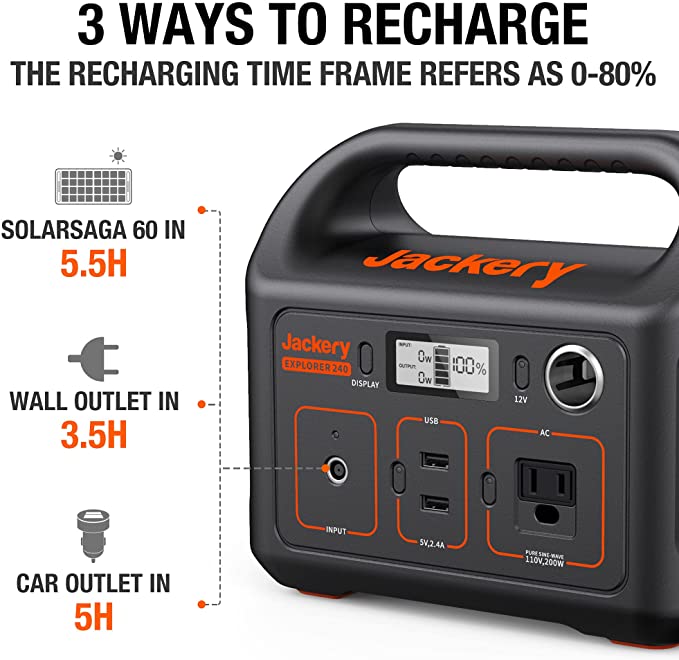 3 WAYS TO RECHARGE
THE RECHARGING TIME FRAME REFERS AS 0-80%
SOLARSAGA 60 IN
5.5H
WALL OUTLET IN
3.5H
CAR OUTLET IN
5H
Jackery
Jackery
EXPLORER 240
DISPLAY
INPUT:
0W
OUTPUT:
0W
100%
12V
INPUT
USB
5V,2.4A
AC
PURE SINE-WAVE
110V,200W